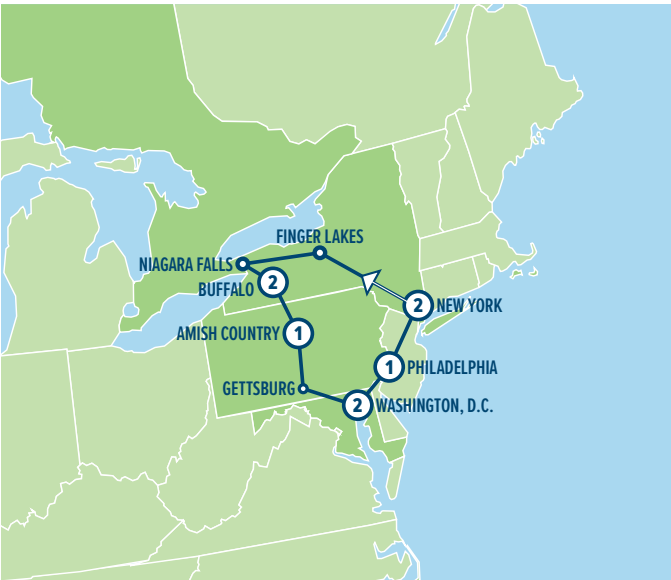 FINGER LAKES
NIAGARA FALLS
BUFFALO 2
2 NEW YORK
AMISH COUNTRY 1
1 PHILADELPHIA
GETTSBURG
2 WASHINGTON, D.C.